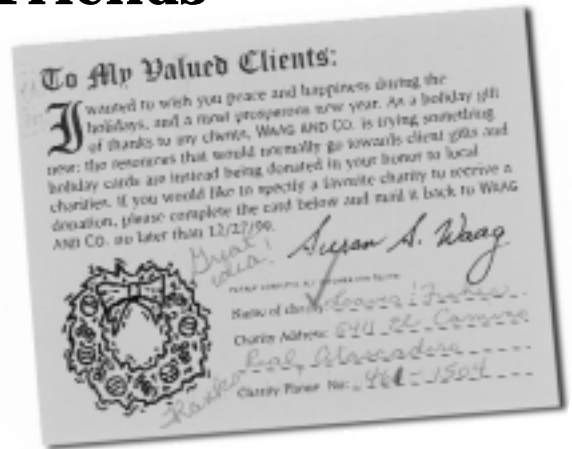 Friends
To My Valued Clients:
I wanted to wish you peace and happiness during the
holidays, and a most prosperous new year. As a holiday gift
of thanks to my clients, WAAG AND CO. is trying something
new: the resources that would normally go towards client gifts and
holiday cards are instead being donated in your honor to local
charities. If you would like to specify a favorite charity to receive a
donation, please complete the card below and mail it back to WAAG
AND CO. no later than 12/27/99.
Great
idea!
Susan S. Waag
Name of charity:
Charity Address: El Camino
Real, Atascadero
Thanks
Charity Phone No: 461-1504